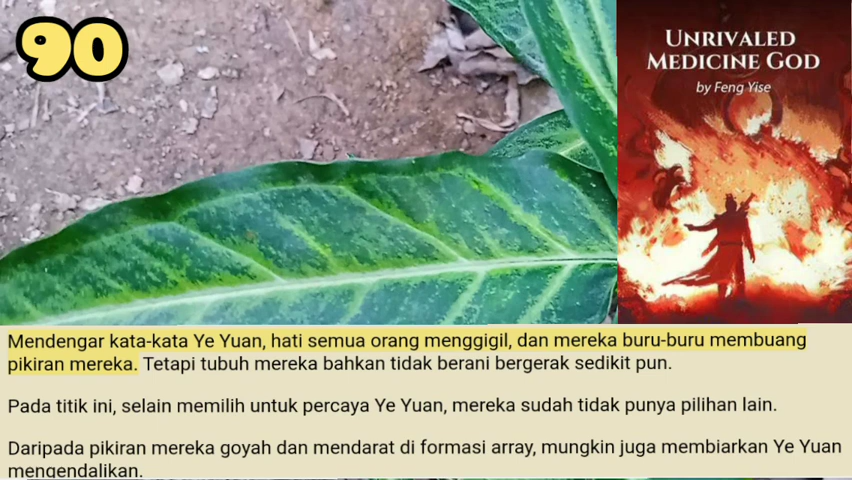 90
UNRIVALED
MEDICINE GOD
by Feng Yise
Mendengar kata-kata Ye Yuan, hati semua orang menggigil, dan mereka buru-buru membuang
pikiran mereka. Tetapi tubuh mereka bahkan tidak berani bergerak sedikit pun.
Pada titik ini, selain memilih untuk percaya Ye Yuan, mereka sudah tidak punya pilihan lain.
Daripada pikiran mereka goyah dan mendarat di formasi array, mungkin juga membiarkan Ye Yuan
mengendalikan.